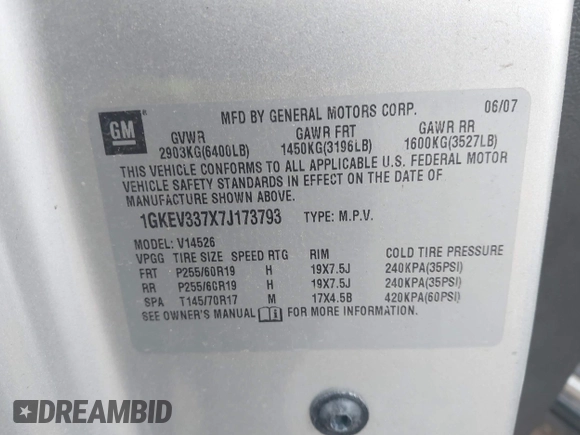 MFD BY GENERAL MOTORS CORP. 06/07
GM
GVWR GAWR FRT GAWR RR
2903KG(6400LB) 1450KG(3196LB) 1600KG(3527LB)
THIS VEHICLE CONFORMS TO ALL APPLICABLE U.S. FEDERAL MOTOR
VEHICLE SAFETY STANDARDS IN EFFECT ON THE DATE OF
MANUFACTURE SHOWN ABOVE.
1GKEV337X7J173793 TYPE: M.P.V.
MODEL: V14526
VPGG TIRE SIZE SPEED RTG RIM COLD TIRE PRESSURE
FRT P255/60R19 H 19X7.5J 240KPA(35PSI)
RR P255/60R19 H 19X7.5J 240KPA(35PSI)
SPA T145/70R17 M 17X4.5B 420KPA(60PSI)
SEE OWNER'S MANUAL FOR MORE INFORMATION.
DREAMBID